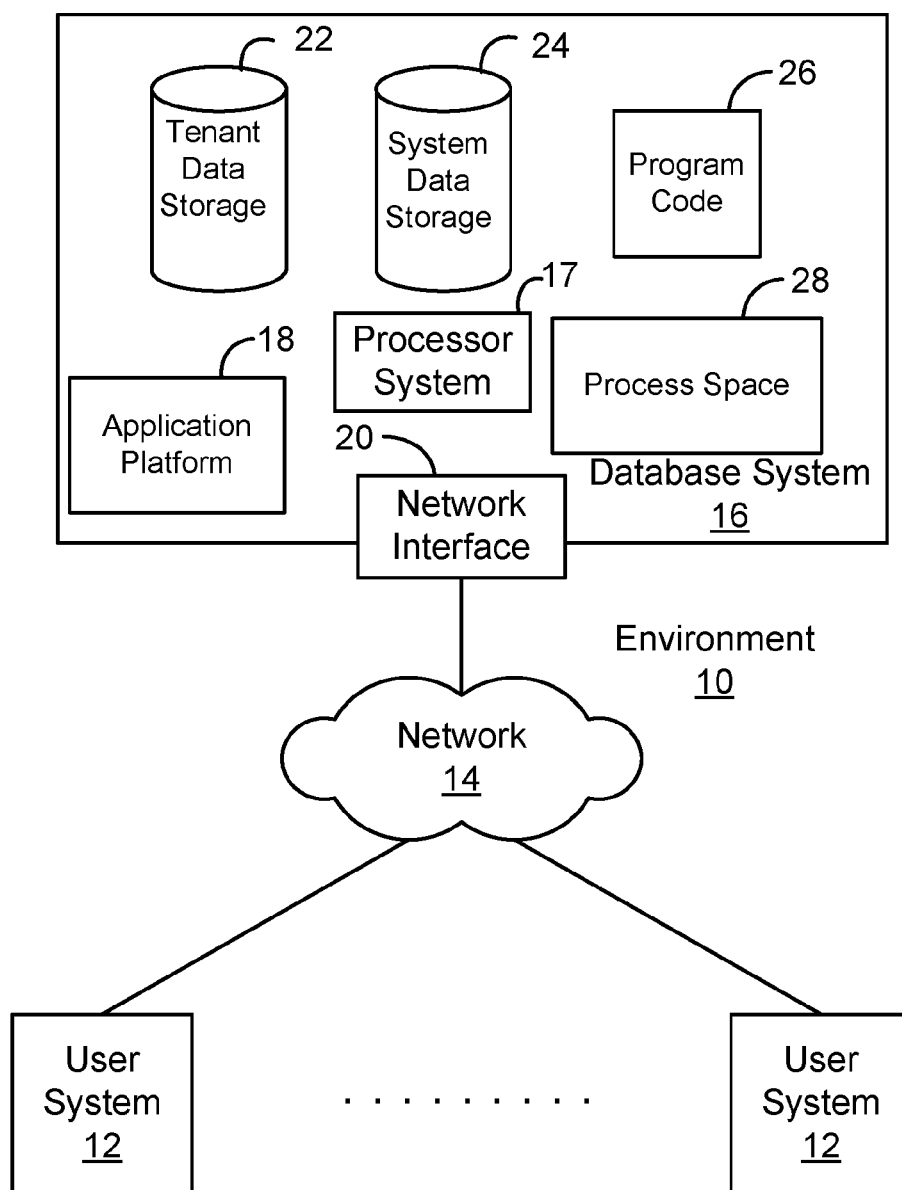 22
Tenant
Data
Storage
24
System
Data
Storage
26
Program
Code
18
Application
Platform
17
Processor
System
28
Process Space
20
Network
Interface
Database System
16
Environment
10
Network
14
User
System
12
. . . . . . . . .
User
System
12